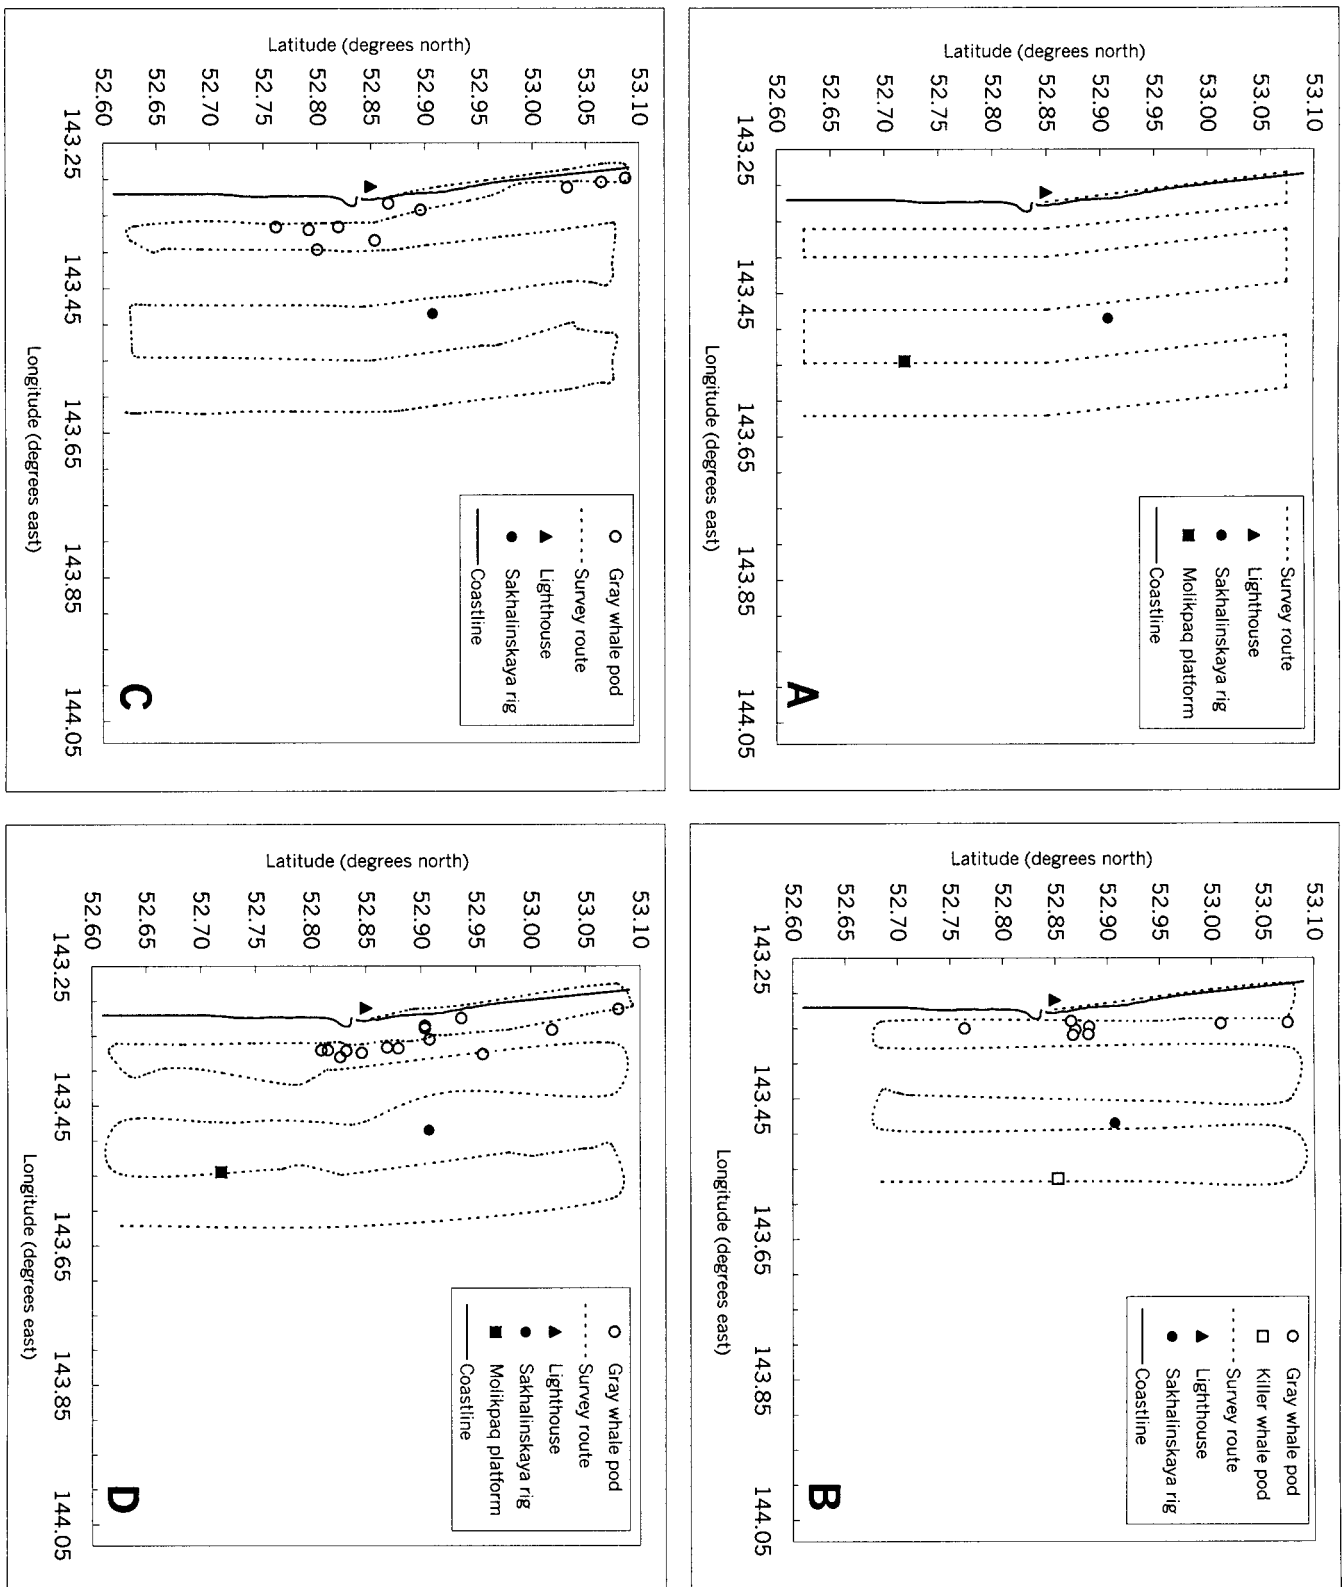 Latitude (degrees north)
53.10
53.05
53.00
52.95
52.90
52.85
52.80
52.75
52.70
52.65
52.60
143.25
143.45
143.65
143.85
144.05
Longitude (degrees east)
Survey route
Lighthouse
Sakhalinskaya rig
Molikpaq platform
Coastline
A
Latitude (degrees north)
53.10
53.05
53.00
52.95
52.90
52.85
52.80
52.75
52.70
52.65
52.60
143.25
143.45
143.65
143.85
144.05
Longitude (degrees east)
Gray whale pod
Killer whale pod
Survey route
Lighthouse
Sakhalinskaya rig
Coastline
B
Latitude (degrees north)
53.10
53.05
53.00
52.95
52.90
52.85
52.80
52.75
52.70
52.65
52.60
143.25
143.45
143.65
143.85
144.05
Longitude (degrees east)
Gray whale pod
Survey route
Lighthouse
Sakhalinskaya rig
Coastline
C
Latitude (degrees north)
53.10
53.05
53.00
52.95
52.90
52.85
52.80
52.75
52.70
52.65
52.60
143.25
143.45
143.65
143.85
144.05
Longitude (degrees east)
Gray whale pod
Survey route
Lighthouse
Sakhalinskaya rig
Molikpaq platform
Coastline
D